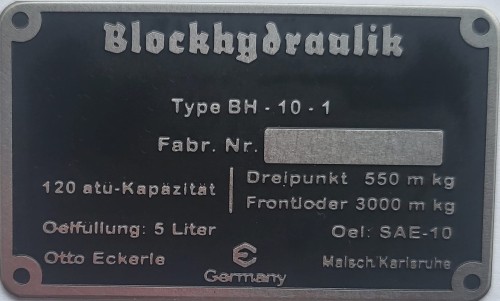 Blockhydraulik
Type BH - 10 - 1
Fabr. Nr.
120 atü-Kapazität
Dreipunkt 550 m kg
Frontloder 3000 m kg
Oelfüllung: 5 Liter
Oel: SAE-10
Otto Eckerle
Germany
Malsch/Karlsruhe